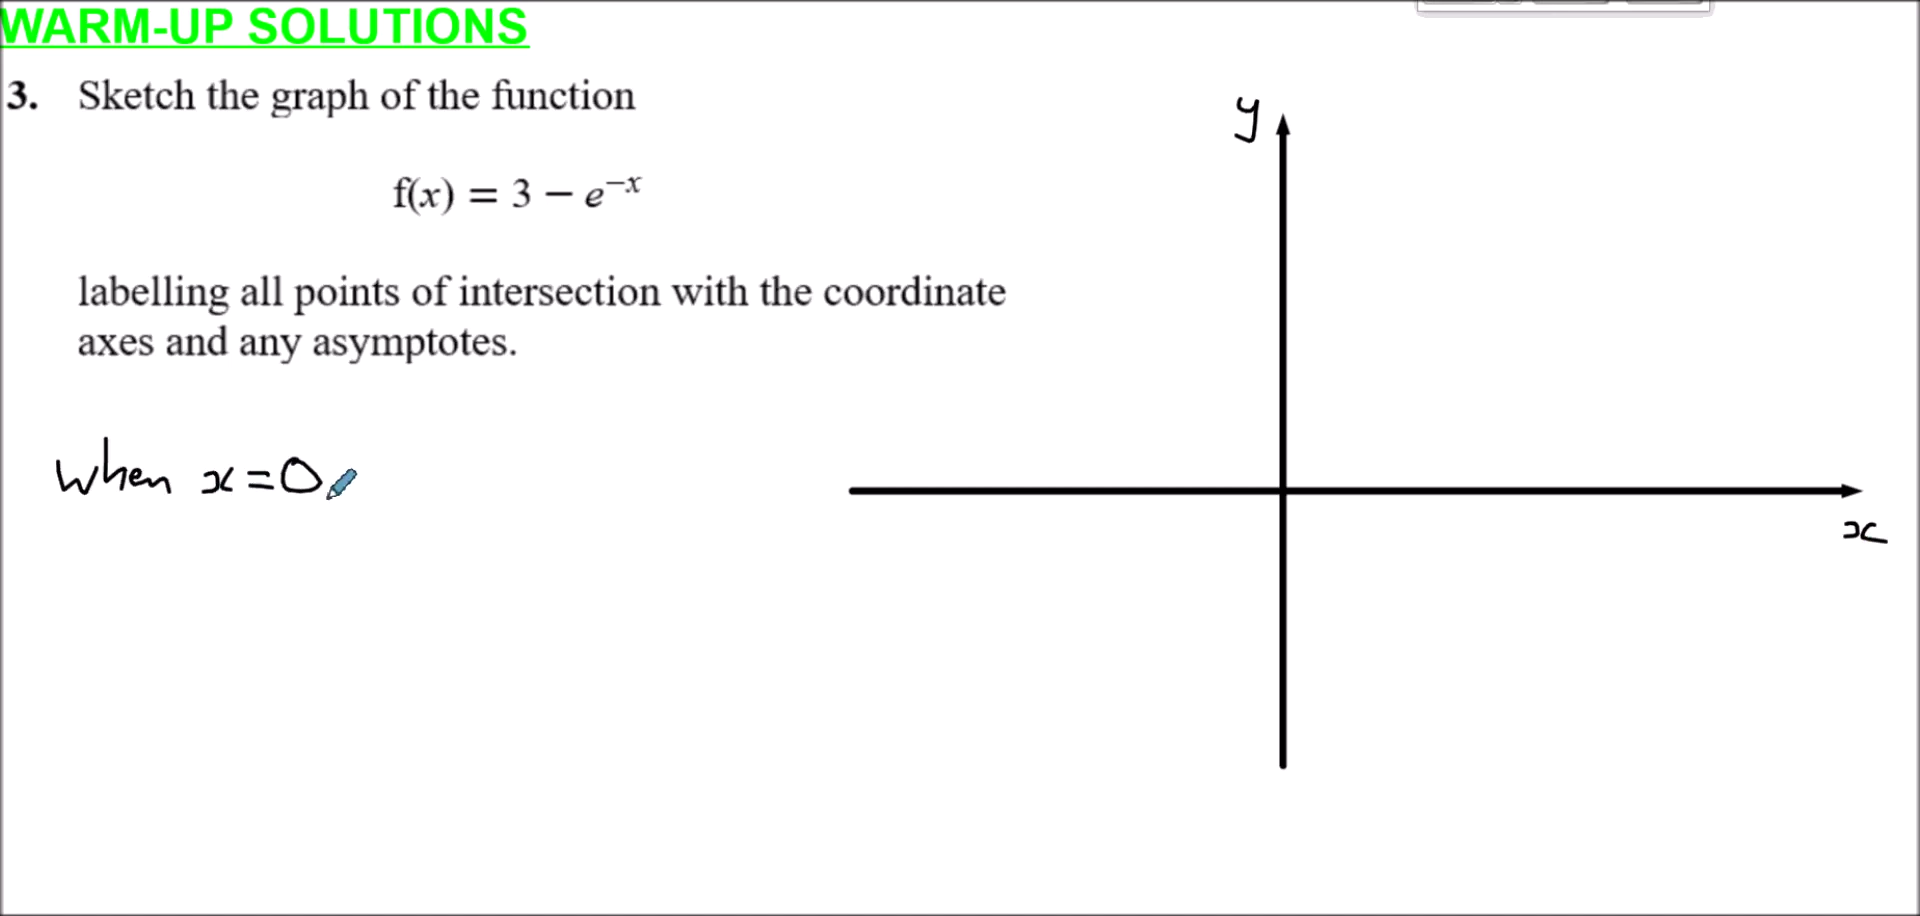 WARM-UP SOLUTIONS
3. Sketch the graph of the function
f(x) = 3 − e⁻ˣ
labelling all points of intersection with the coordinate
axes and any asymptotes.
when x=0
y
x